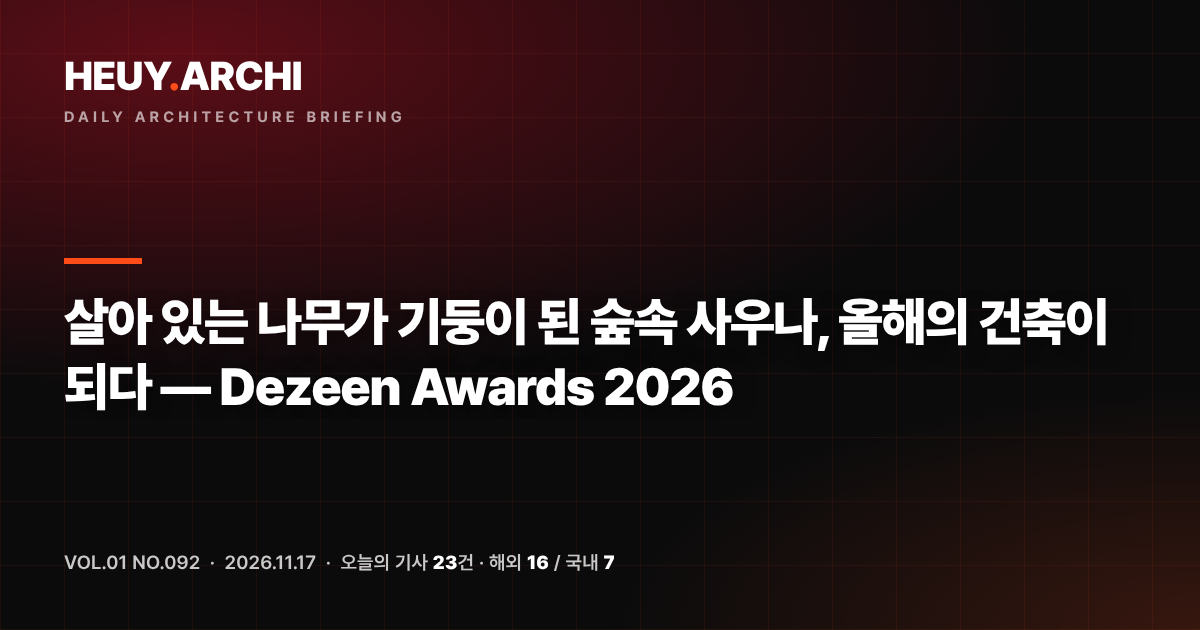 HEUY.ARCHI
DAILY ARCHITECTURE BRIEFING
살아 있는 나무가 기둥이 된 숲속 사우나, 올해의 건축이
되다 — Dezeen Awards 2026
VOL.01 NO.092 · 2026.11.17 · 오늘의 기사 23건 · 해외 16 / 국내 7